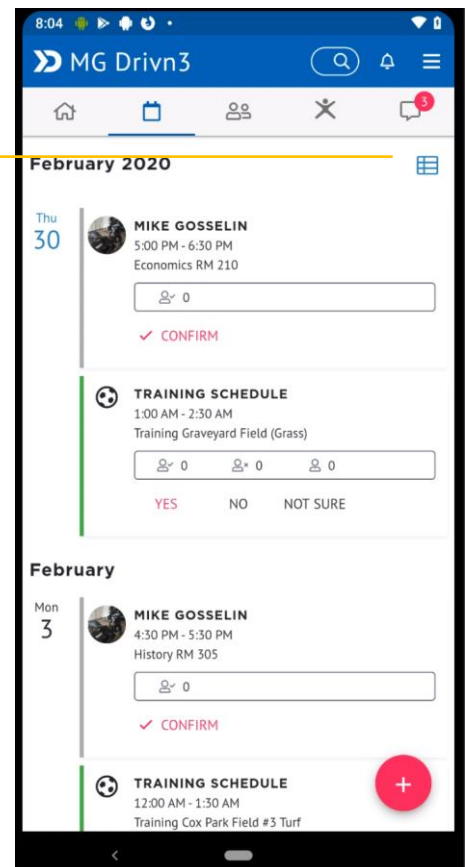 8:04
MG Drivn3
3
February 2020
Thu
30
MIKE GOSSELIN
5:00 PM - 6:30 PM
Economics RM 210
0
CONFIRM
TRAINING SCHEDULE
1:00 AM - 2:30 AM
Training Graveyard Field (Grass)
0 0 0
YES NO NOT SURE
February
Mon
3
MIKE GOSSELIN
4:30 PM - 5:30 PM
History RM 305
0
CONFIRM
TRAINING SCHEDULE
12:00 AM - 1:30 AM
Training Cox Park Field #3 Turf